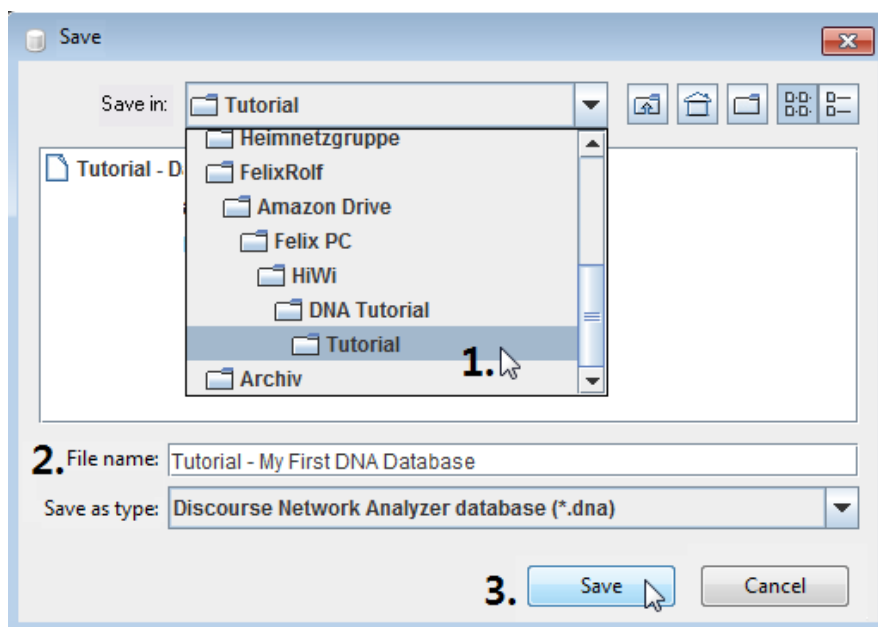 Save
Save in: Tutorial
Heimnetzgruppe
Tutorial - D
FelixRolf
Amazon Drive
Felix PC
HiWi
DNA Tutorial
Tutorial
1.
Archiv
2. File name: Tutorial - My First DNA Database
Save as type: Discourse Network Analyzer database (*.dna)
3. Save Cancel